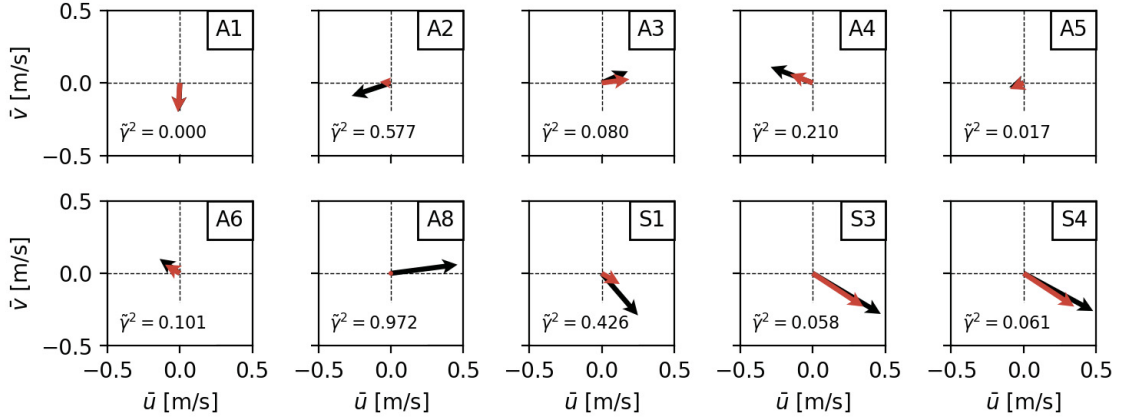 0.5
A1
A2
A3
A4
A5
v̄ [m/s]
0.0
γ̃² = 0.000
γ̃² = 0.577
γ̃² = 0.080
γ̃² = 0.210
γ̃² = 0.017
−0.5
0.5
A6
A8
S1
S3
S4
v̄ [m/s]
0.0
γ̃² = 0.101
γ̃² = 0.972
γ̃² = 0.426
γ̃² = 0.058
γ̃² = 0.061
−0.5
−0.5 0.0 0.5 −0.5 0.0 0.5 −0.5 0.0 0.5 −0.5 0.0 0.5 −0.5 0.0 0.5
ū [m/s] ū [m/s] ū [m/s] ū [m/s] ū [m/s]